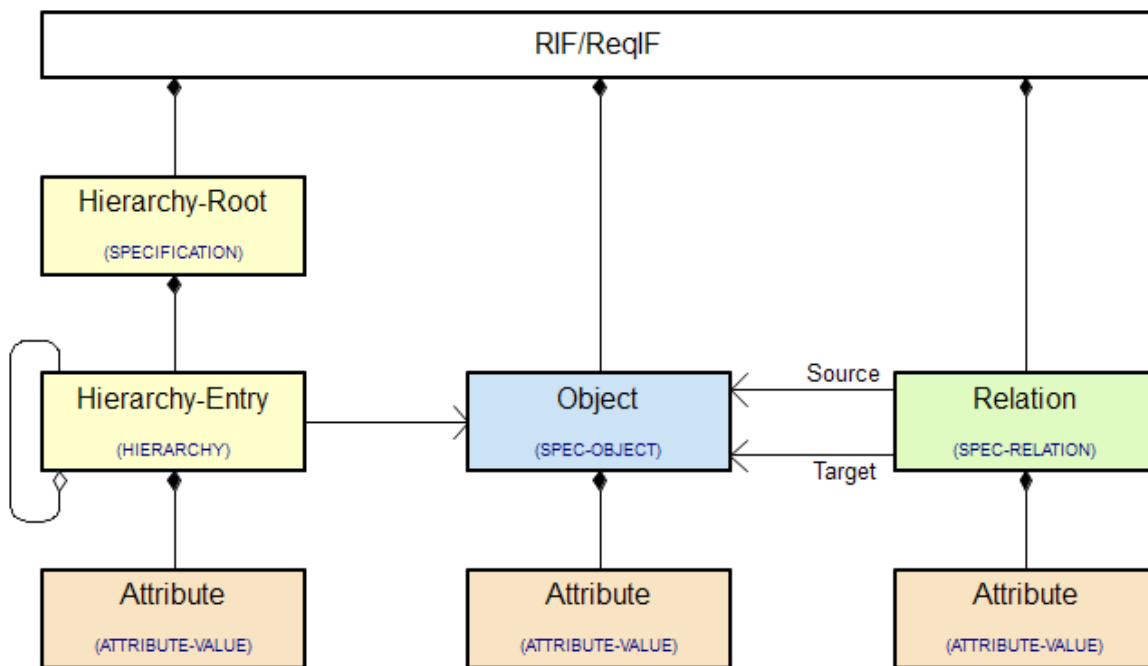 RIF/ReqIF
Hierarchy-Root
(SPECIFICATION)
Hierarchy-Entry
(HIERARCHY)
Object
(SPEC-OBJECT)
Source
Target
Relation
(SPEC-RELATION)
Attribute
(ATTRIBUTE-VALUE)
Attribute
(ATTRIBUTE-VALUE)
Attribute
(ATTRIBUTE-VALUE)